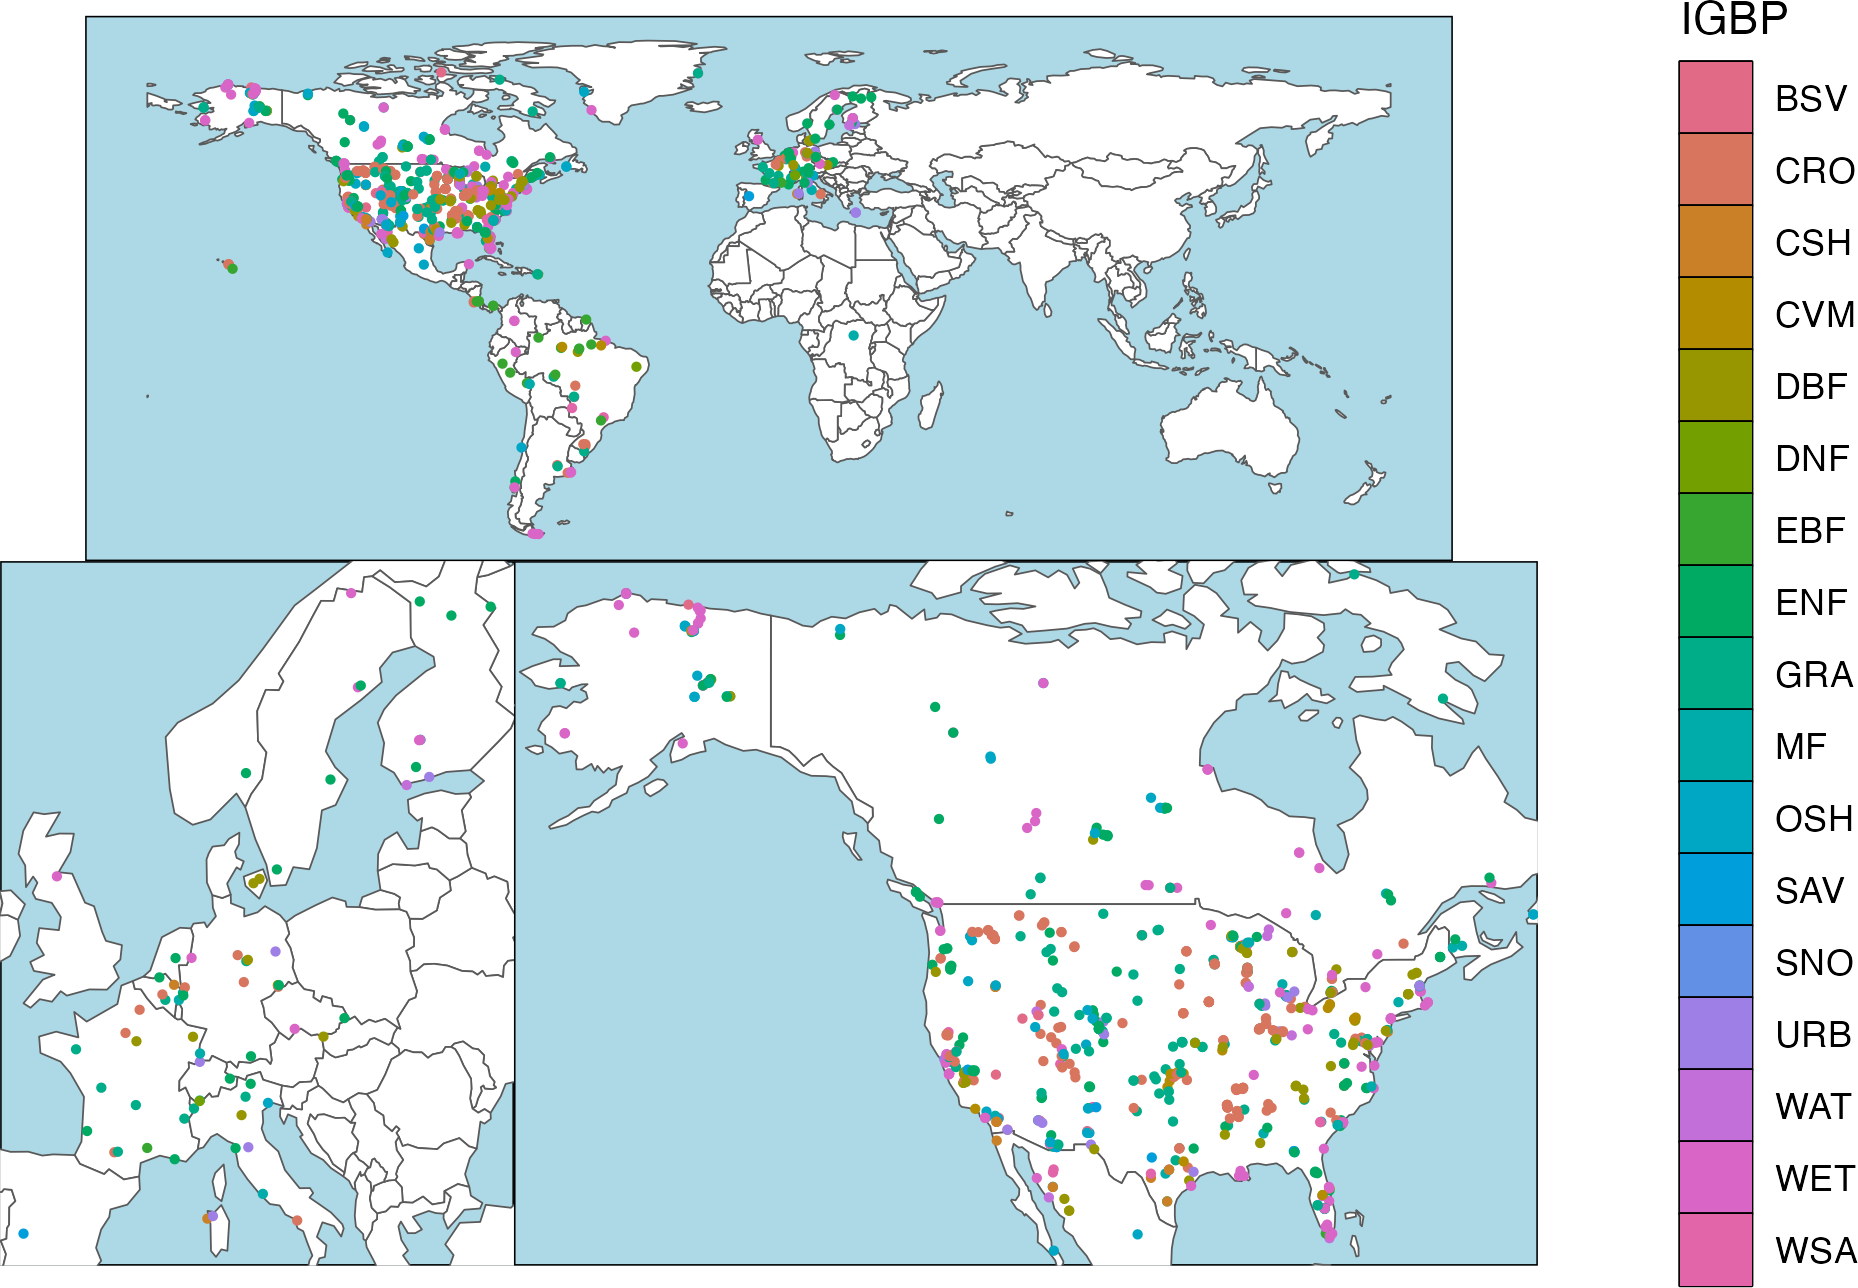 IGBP
BSV
CRO
CSH
CVM
DBF
DNF
EBF
ENF
GRA
MF
OSH
SAV
SNO
URB
WAT
WET
WSA